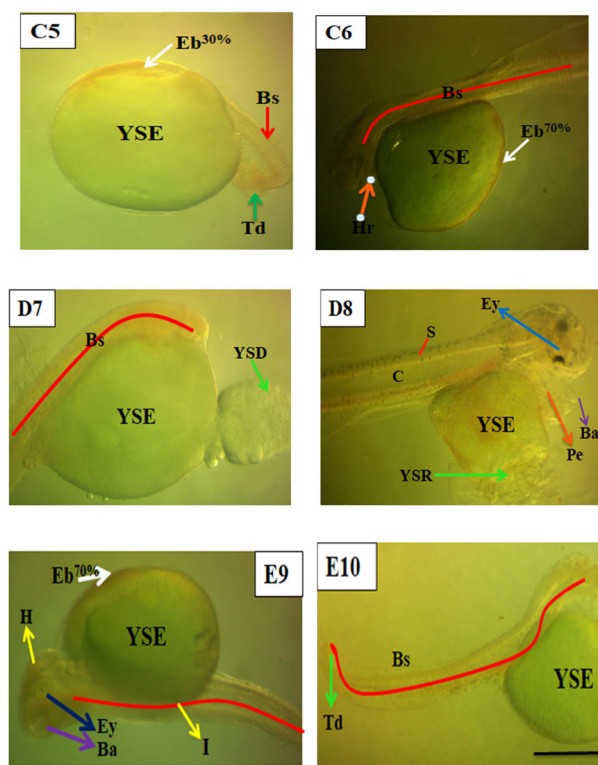 C5
Eb30%
Bs
YSE
Td
C6
Bs
Eb70%
YSE
Hr
D7
Bs
YSD
YSE
D8
Ey
S
C
YSE
Ba
Pe
YSR
Eb70%
E9
H
YSE
Ey
Ba
I
E10
Bs
YSE
Td